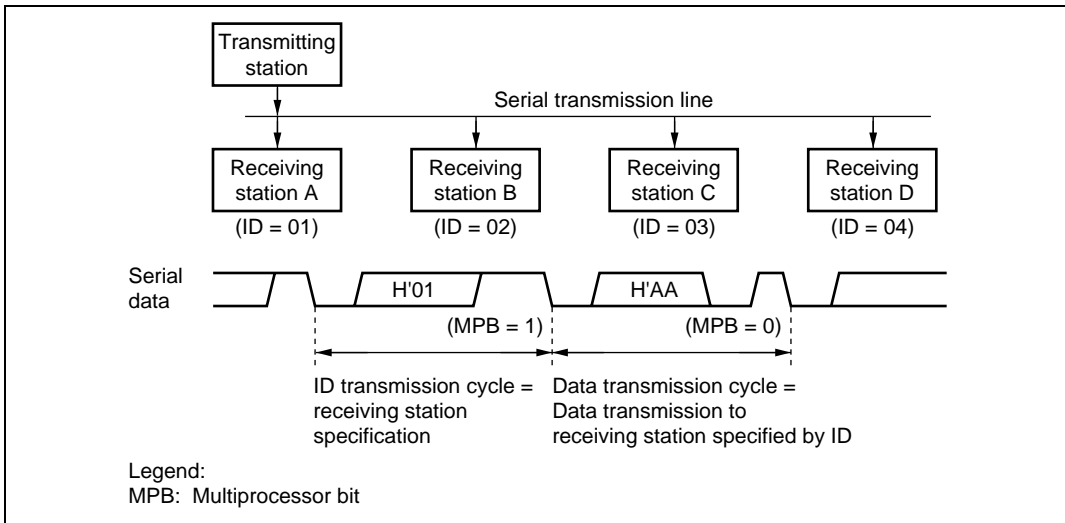 Transmitting
station
Serial transmission line
Receiving
station A
Receiving
station B
Receiving
station C
Receiving
station D
(ID = 01)
(ID = 02)
(ID = 03)
(ID = 04)
Serial
data
H'01
H'AA
(MPB = 1)
(MPB = 0)
ID transmission cycle =
receiving station
specification
Data transmission cycle =
Data transmission to
receiving station specified by ID
Legend:
MPB: Multiprocessor bit